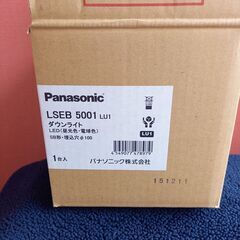 Panasonic
LSEB 5001 LU1
ダウンライト
LED(昼光色・電球色)
SB形・埋込穴φ100
LU1
1台入
4549077478979
パナソニック株式会社
151211